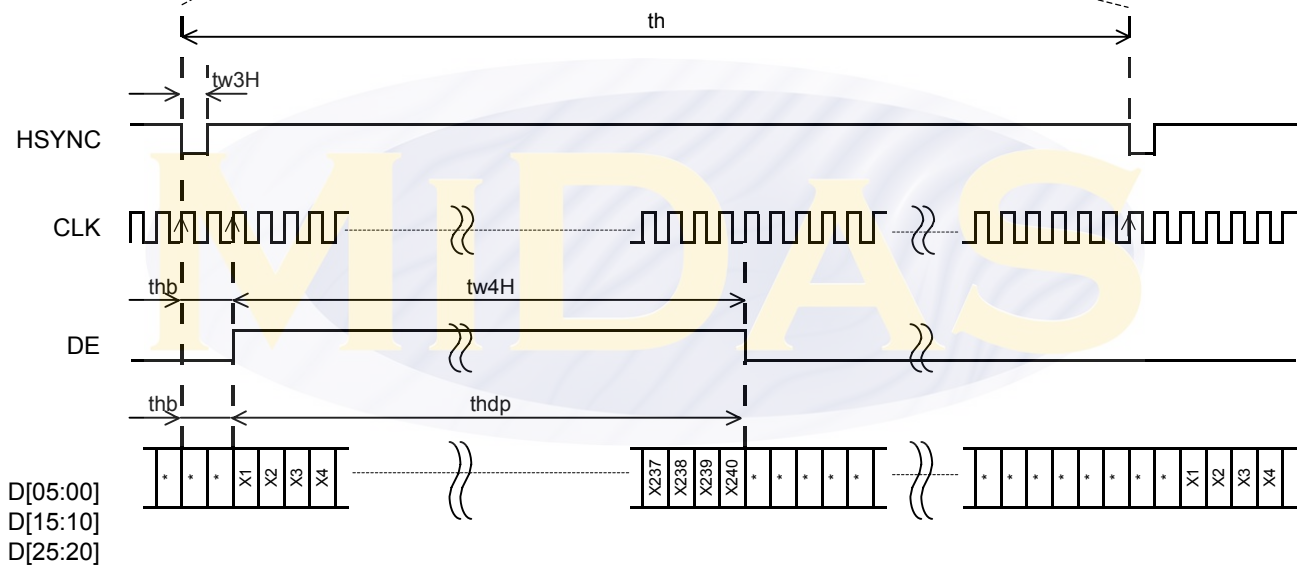 th
tw3H
HSYNC
CLK
thb tw4H
DE
thb thdp
* * * X1 X2 X3 X4 X237 X238 X239 X240 * * * * * * * * * * * * * X1 X2 X3 X4
D[05:00]
D[15:10]
D[25:20]
MIDAS